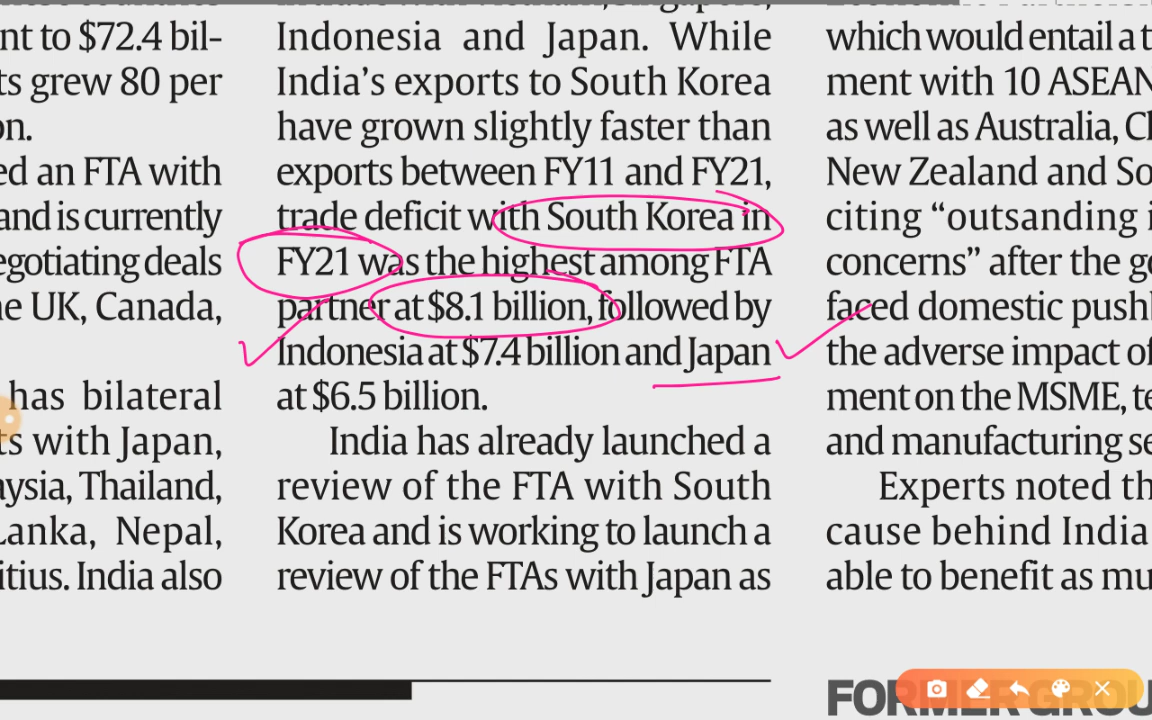 nt to $72.4 bil-
ts grew 80 per
on.
ed an FTA with
and is currently
egotiating deals
e UK, Canada,
has bilateral
ts with Japan,
aysia, Thailand,
Lanka, Nepal,
itius. India also
Indonesia and Japan. While
India's exports to South Korea
have grown slightly faster than
exports between FY11 and FY21,
trade deficit with South Korea in
FY21 was the highest among FTA
partner at $8.1 billion, followed by
Indonesia at $7.4 billion and Japan
at $6.5 billion.
India has already launched a
review of the FTA with South
Korea and is working to launch a
review of the FTAs with Japan as
which would entail a t
ment with 10 ASEAN
as well as Australia, C
New Zealand and So
citing "outsanding i
concerns" after the g
faced domestic push
the adverse impact of
ment on the MSME, te
and manufacturing se
Experts noted th
cause behind India
able to benefit as mu
FORMER GROU